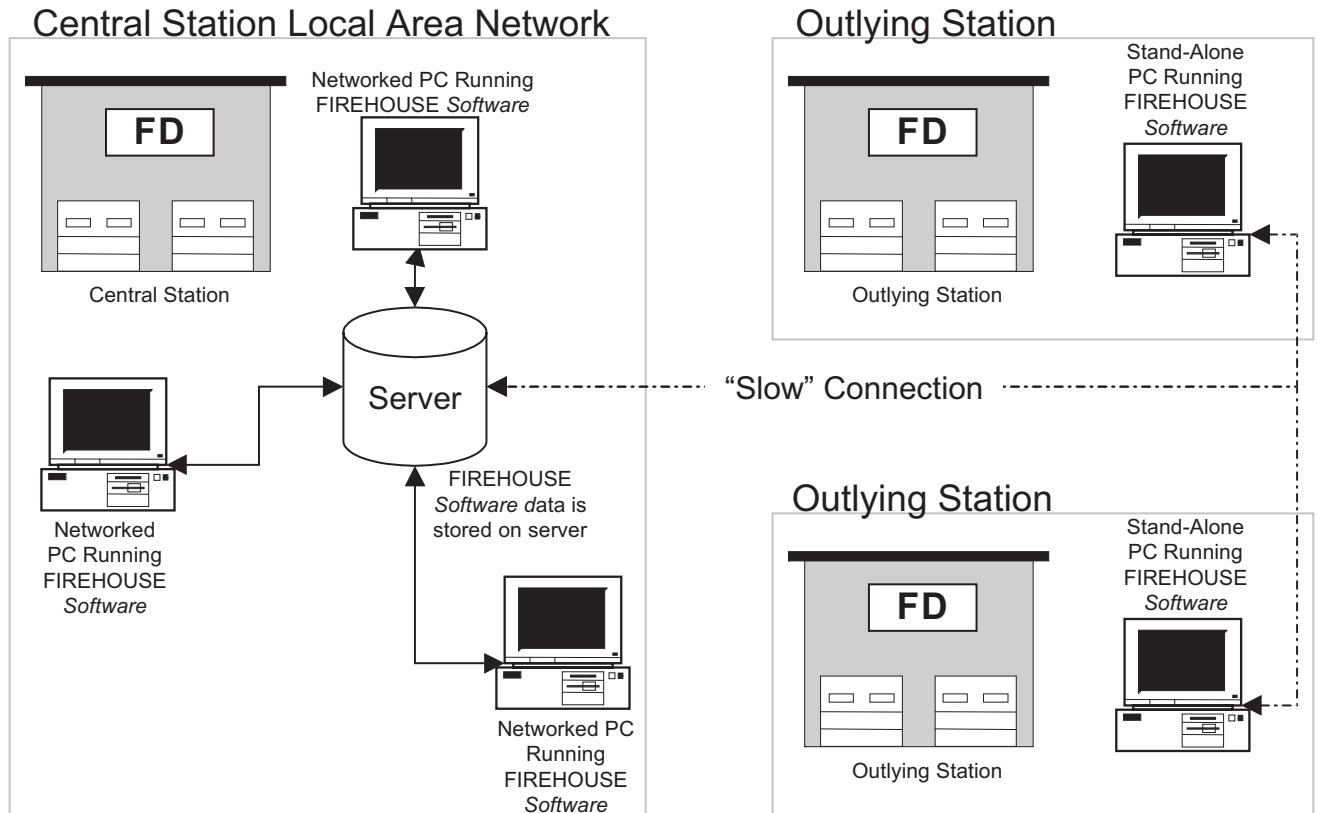 Central Station Local Area Network
Networked PC Running
FIREHOUSE Software
FD
Central Station
Server
Networked
PC Running
FIREHOUSE
Software
FIREHOUSE
Software data is
stored on server
Networked PC
Running
FIREHOUSE
Software
“Slow” Connection
Outlying Station
Stand-Alone
PC Running
FIREHOUSE
Software
FD
Outlying Station
Outlying Station
Stand-Alone
PC Running
FIREHOUSE
Software
FD
Outlying Station